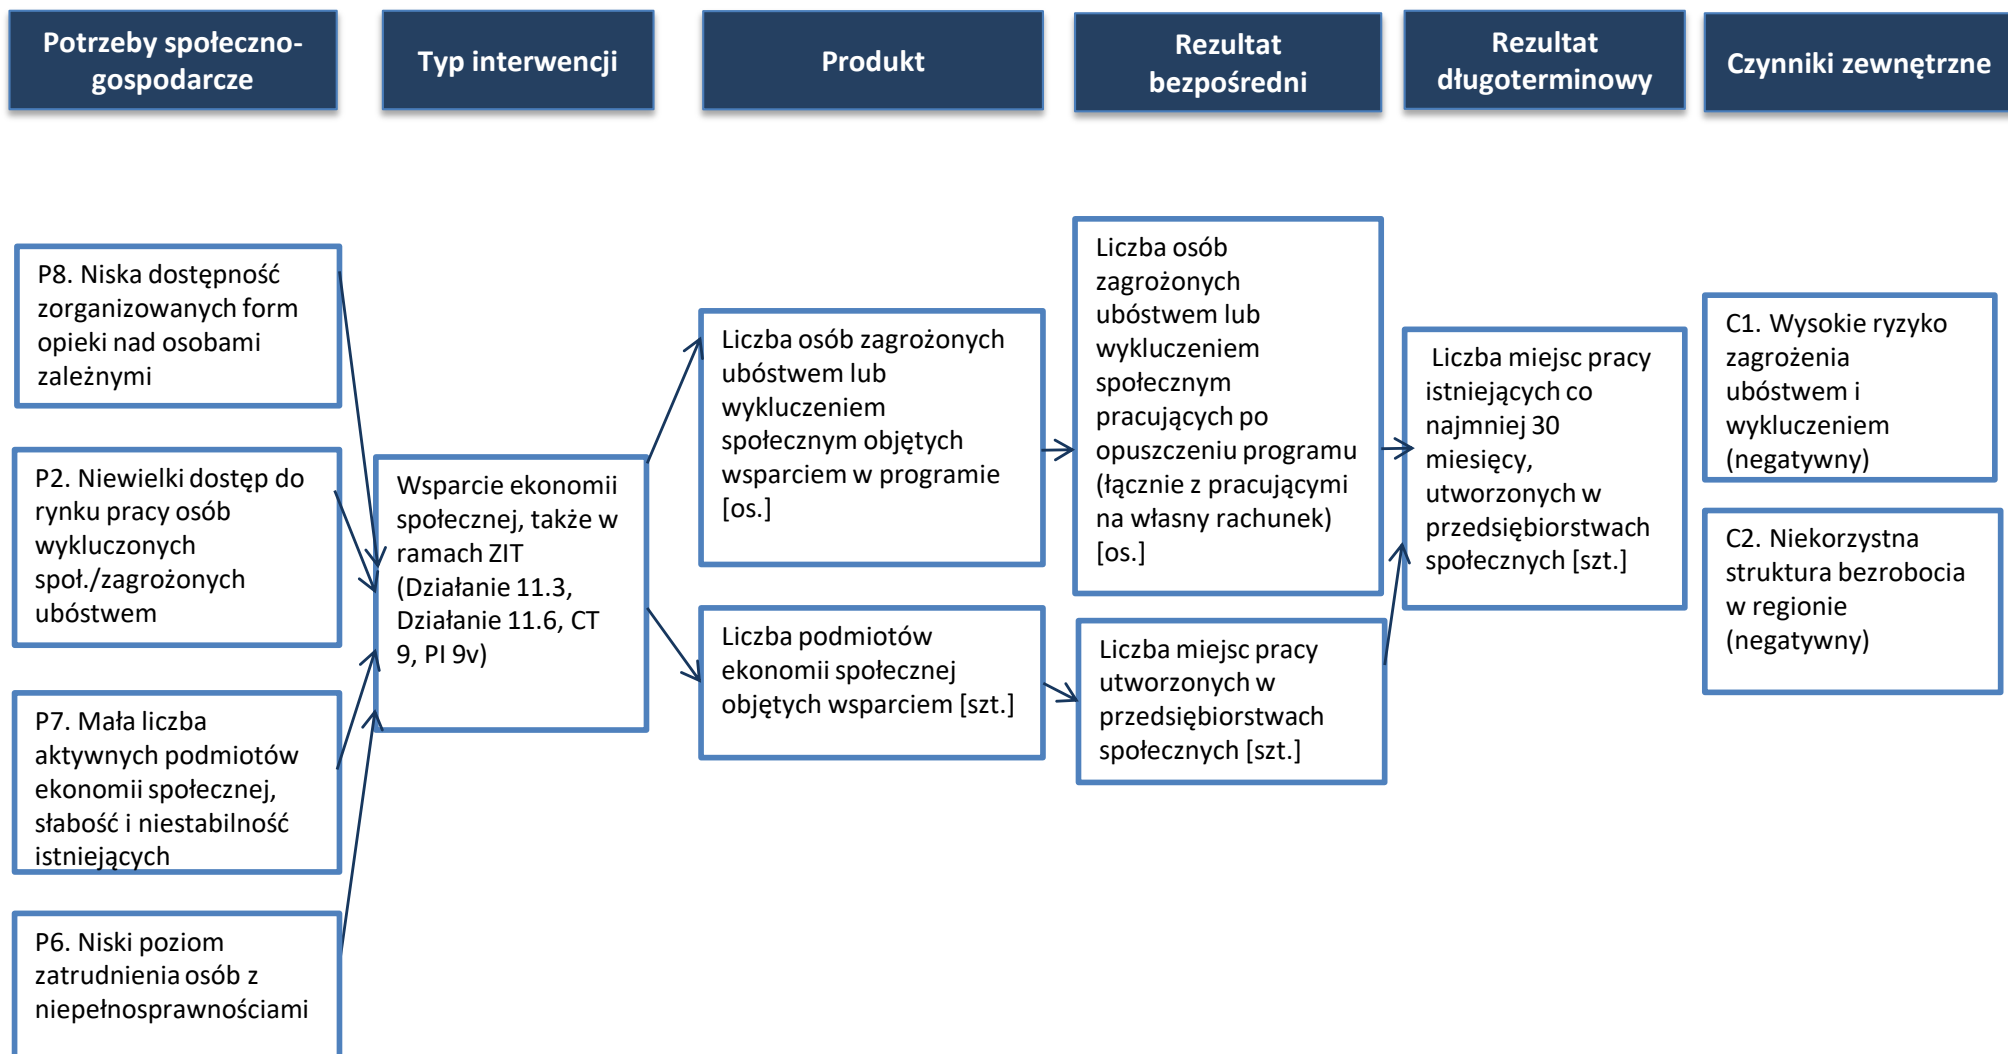 Potrzeby społeczno-
gospodarcze
Typ interwencji
Produkt
Rezultat
bezpośredni
Rezultat
długoterminowy
Czynniki zewnętrzne
P8. Niska dostępność
zorganizowanych form
opieki nad osobami
zależnymi
P2. Niewielki dostęp do
rynku pracy osób
wykluczonych
społ./zagrożonych
ubóstwem
P7. Mała liczba
aktywnych podmiotów
ekonomii społecznej,
słabość i niestabilność
istniejących
P6. Niski poziom
zatrudnienia osób z
niepełnosprawnościami
Wsparcie ekonomii
społecznej, także w
ramach ZIT
(Działanie 11.3,
Działanie 11.6, CT
9, PI 9v)
Liczba osób zagrożonych
ubóstwem lub
wykluczeniem
społecznym objętych
wsparciem w programie
[os.]
Liczba podmiotów
ekonomii społecznej
objętych wsparciem [szt.]
Liczba osób
zagrożonych
ubóstwem lub
wykluczeniem
społecznym
pracujących po
opuszczeniu programu
(łącznie z pracującymi
na własny rachunek)
[os.]
Liczba miejsc pracy
utworzonych w
przedsiębiorstwach
społecznych [szt.]
Liczba miejsc pracy
istniejących co
najmniej 30
miesięcy,
utworzonych w
przedsiębiorstwach
społecznych [szt.]
C1. Wysokie ryzyko
zagrożenia
ubóstwem i
wykluczeniem
(negatywny)
C2. Niekorzystna
struktura bezrobocia
w regionie
(negatywny)